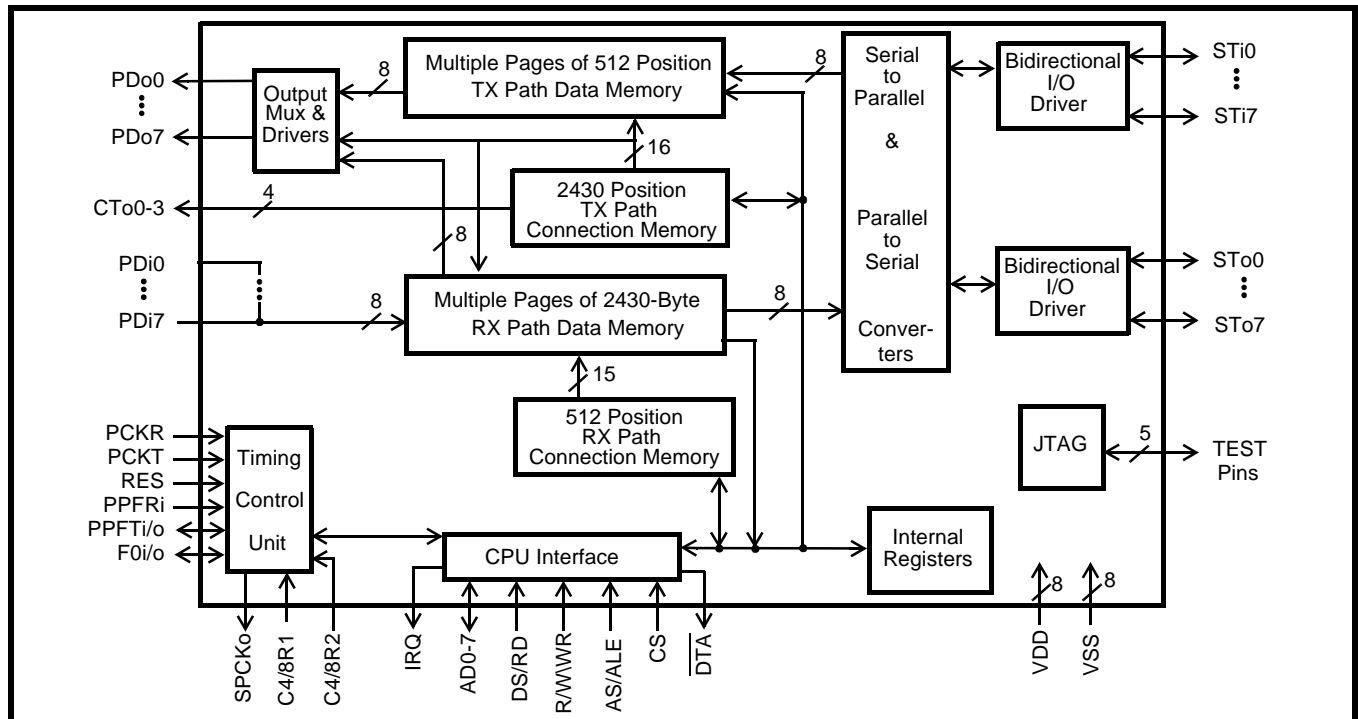 PDo0
PDo7
CTo0-3
PDi0
PDi7
PCKR
PCKT
RES
PPFRi
PPFTi/o
F0i/o
Output
Mux &
Drivers
8
Multiple Pages of 512 Position
TX Path Data Memory
8
16
4
2430 Position
TX Path
Connection Memory
8
8
Multiple Pages of 2430-Byte
RX Path Data Memory
8
15
512 Position
RX Path
Connection Memory
Serial
to
Parallel
&
Parallel
to
Serial
Conver-
ters
Bidirectional
I/O
Driver
STi0
STi7
Bidirectional
I/O
Driver
STo0
STo7
JTAG
5
TEST
Pins
Timing
Control
Unit
CPU Interface
Internal
Registers
8
8
SPCKo
C4/8R1
C4/8R2
IRQ
AD0-7
DS/RD
R/W\WR
AS/ALE
CS
DTA
VDD
VSS